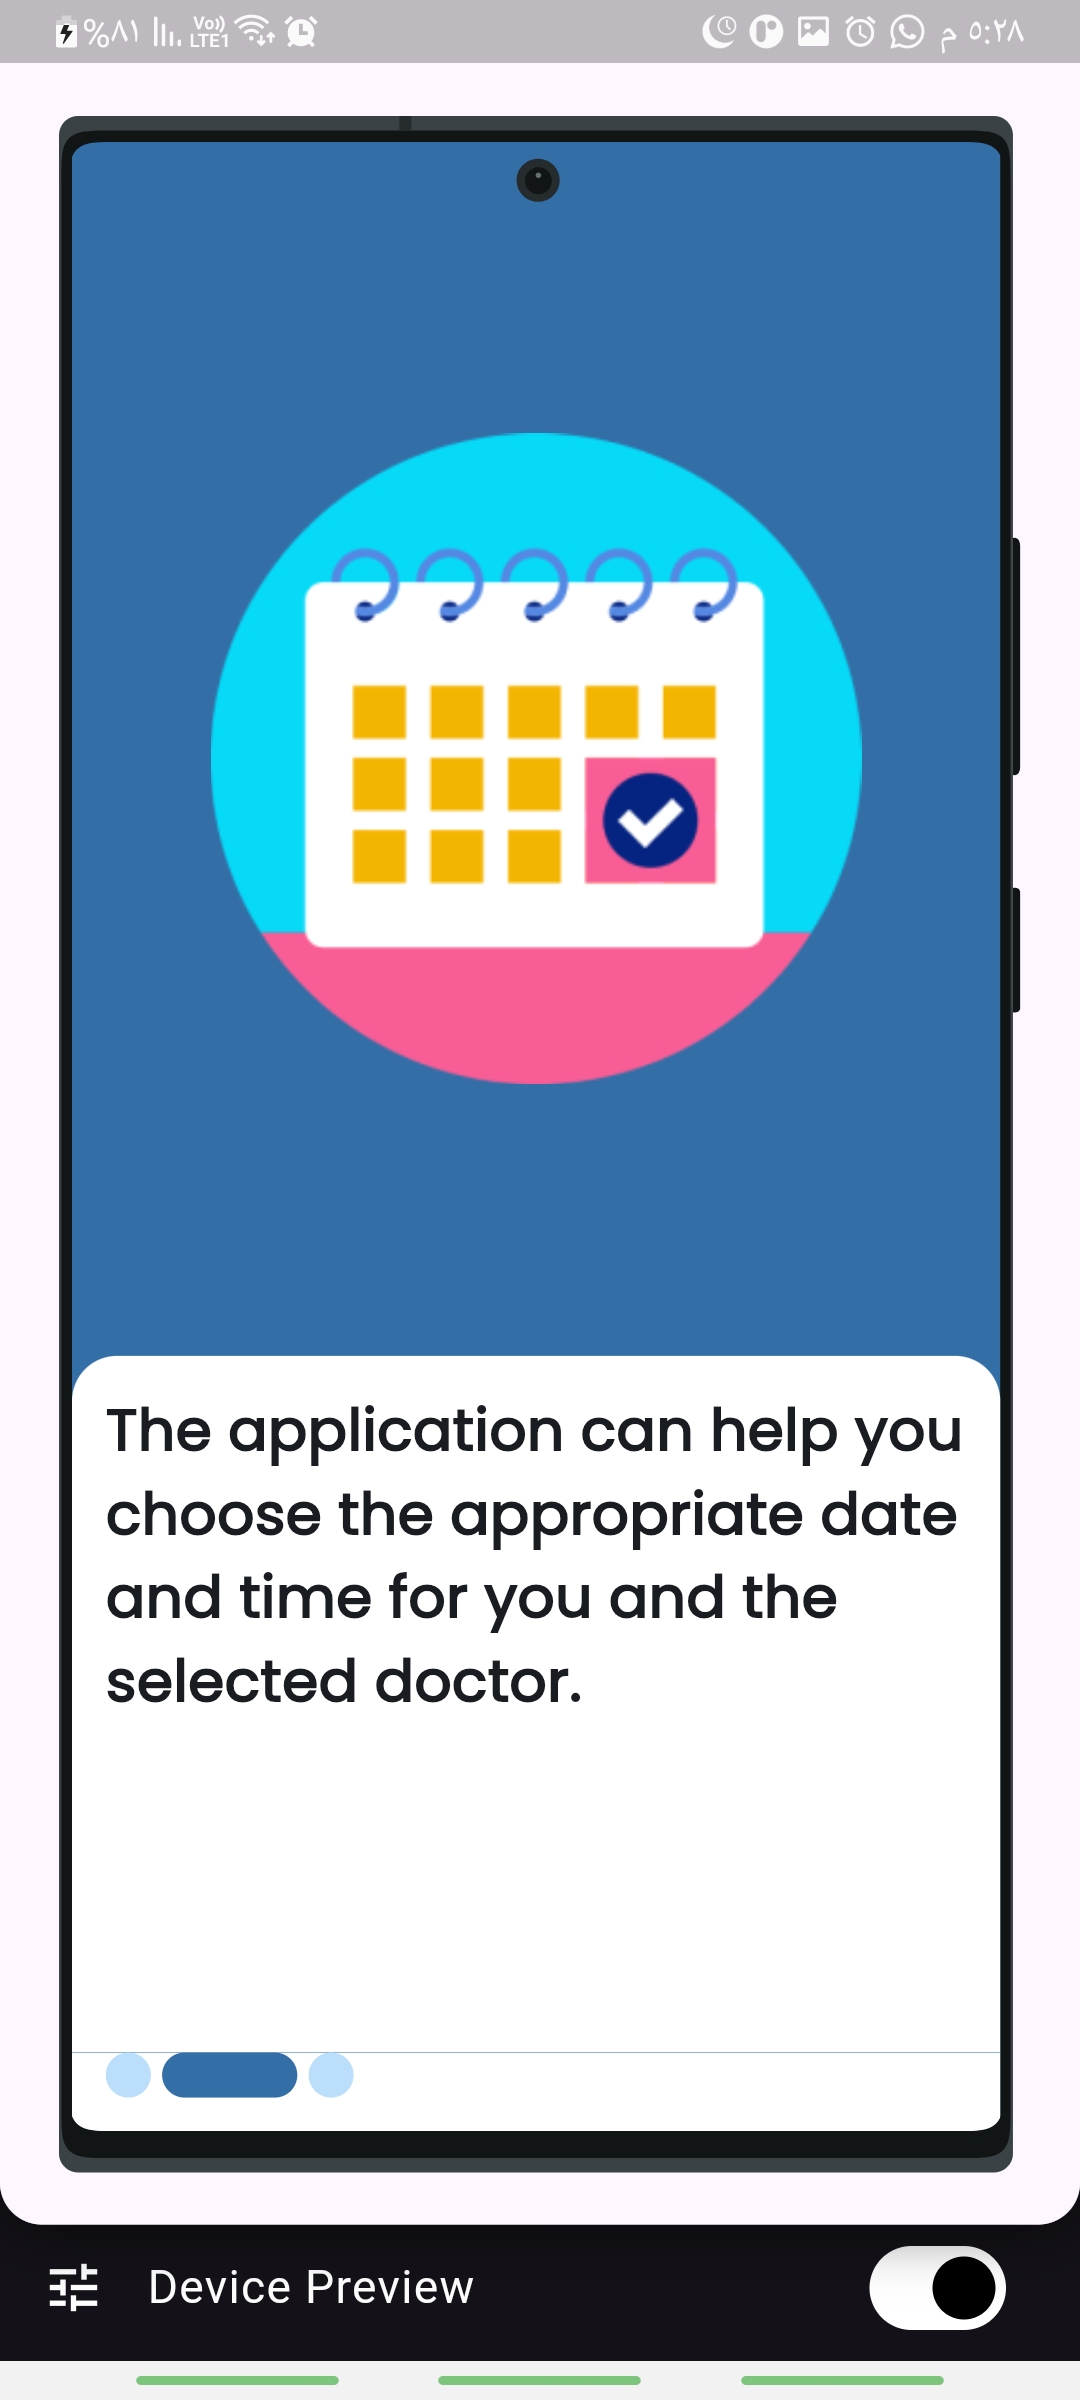 %٨١ Vo)) LTE1 ٥:٢٨ م
The application can help you
choose the appropriate date
and time for you and the
selected doctor.
Device Preview